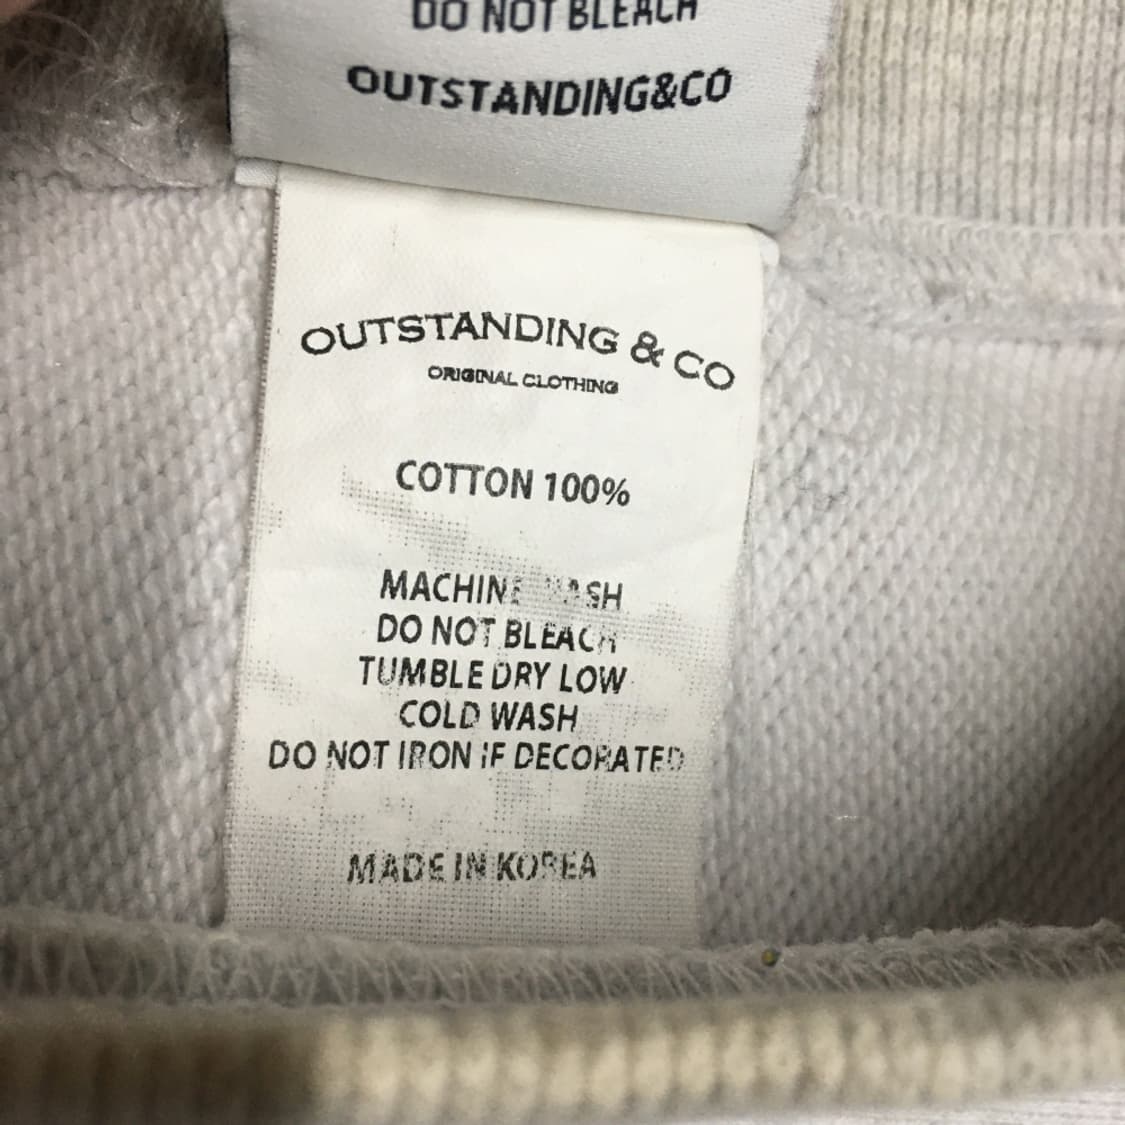 DO NOT BLEACH
OUTSTANDING&CO
OUTSTANDING & CO
ORIGINAL CLOTHING
COTTON 100%
MACHINE WASH
DO NOT BLEACH
TUMBLE DRY LOW
COLD WASH
DO NOT IRON IF DECORATED
MADE IN KOREA